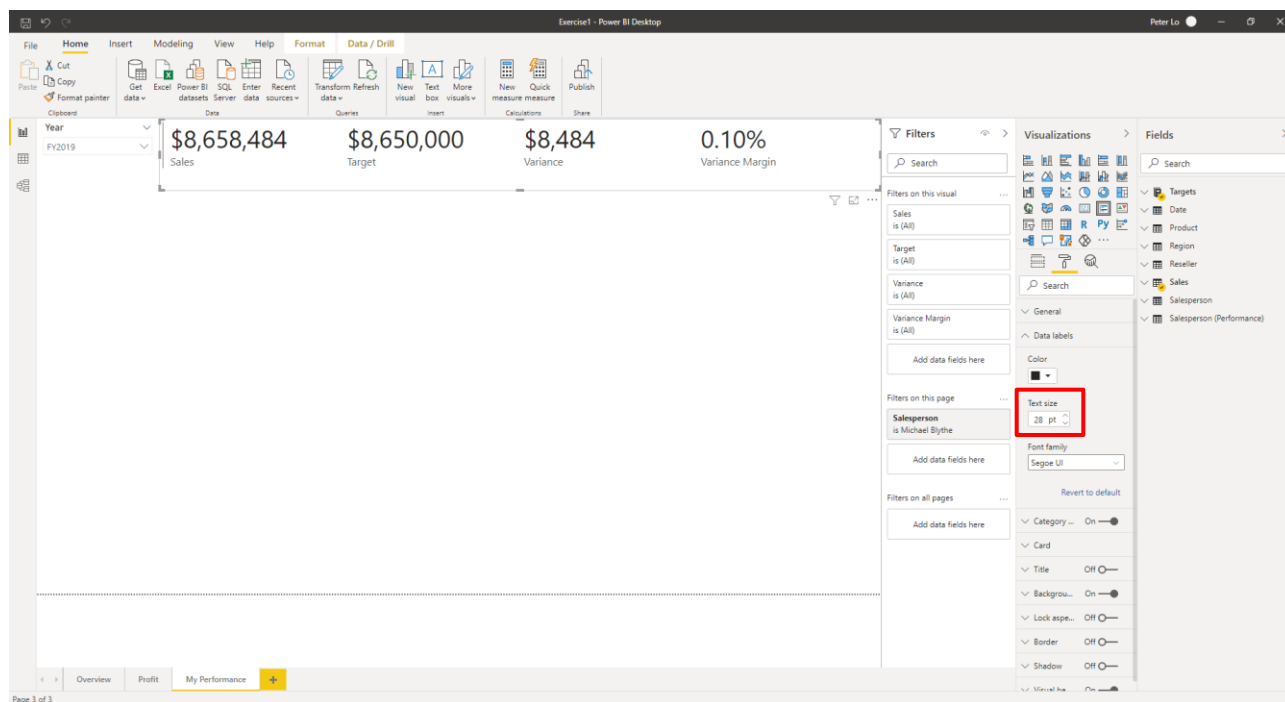 Exercise1 - Power BI Desktop
Peter Lo
File Home Insert Modeling View Help Format Data / Drill
Paste
Cut
Copy
Format painter
Clipboard
Get data
Excel
Power BI datasets
SQL Server
Enter data
Recent sources
Data
Transform data
Refresh
Queries
New visual
Text box
More visuals
Insert
New measure
Quick measure
Calculations
Publish
Share
Year
FY2019
$8,658,484 $8,650,000 $8,484 0.10%
Sales Target Variance Variance Margin
Filters
Search
Filters on this visual
Sales
is (All)
Target
is (All)
Variance
is (All)
Variance Margin
is (All)
Add data fields here
Filters on this page
Salesperson
is Michael Blythe
Add data fields here
Filters on all pages
Add data fields here
Visualizations
R Py
Search
General
Data labels
Color
Text size
28 pt
Font family
Segoe UI
Revert to default
Category ... On
Card
Title Off
Backgrou... On
Lock aspe... Off
Border Off
Shadow Off
Visual he... On
Fields
Search
Targets
Date
Product
Region
Reseller
Sales
Salesperson
Salesperson (Performance)
Overview Profit My Performance +
Page 3 of 3